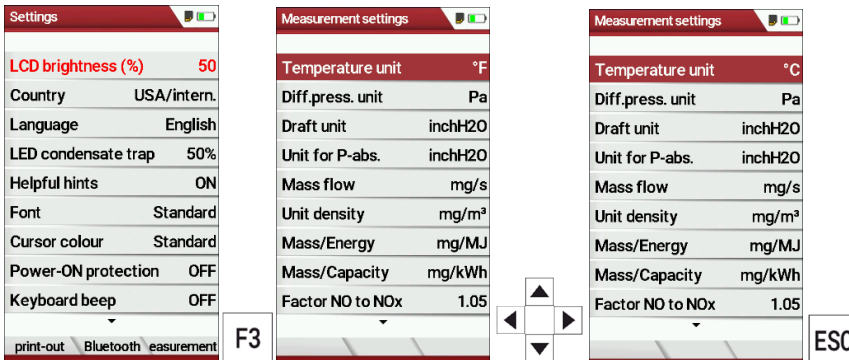 Settings
LCD brightness (%) 50
Country USA/intern.
Language English
LED condensate trap 50%
Helpful hints ON
Font Standard
Cursor colour Standard
Power-ON protection OFF
Keyboard beep OFF
print-out Bluetooth easurement
F3
Measurement settings
Temperature unit °F
Diff.press. unit Pa
Draft unit inchH2O
Unit for P-abs. inchH2O
Mass flow mg/s
Unit density mg/m³
Mass/Energy mg/MJ
Mass/Capacity mg/kWh
Factor NO to NOx 1.05
Measurement settings
Temperature unit °C
Diff.press. unit Pa
Draft unit inchH2O
Unit for P-abs. inchH2O
Mass flow mg/s
Unit density mg/m³
Mass/Energy mg/MJ
Mass/Capacity mg/kWh
Factor NO to NOx 1.05
ESC